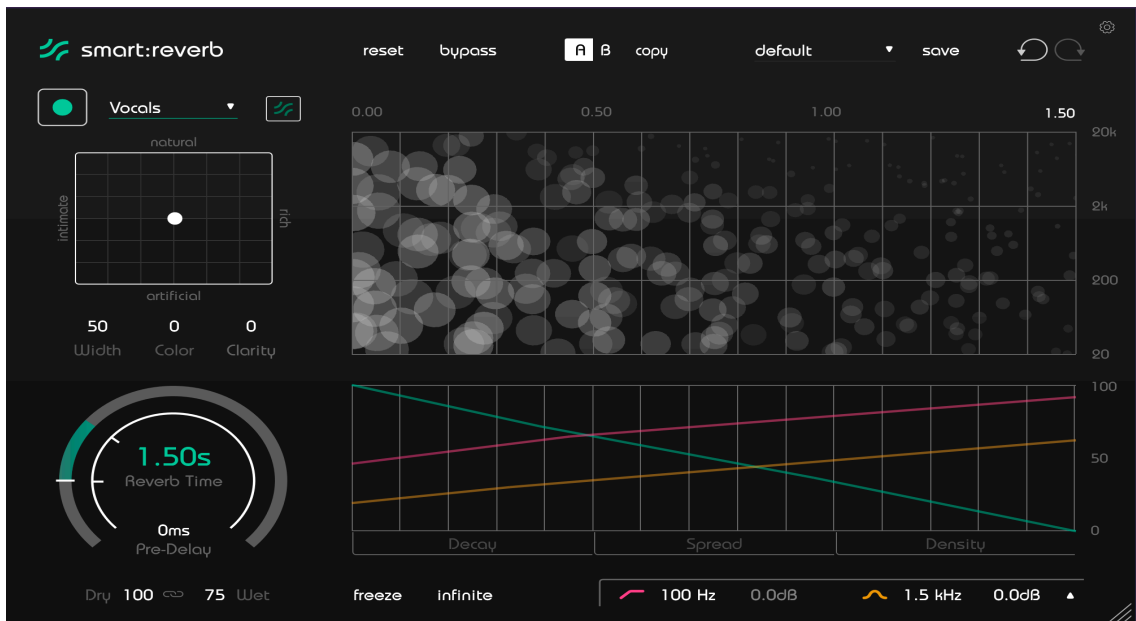 smart:reverb
reset bypass A B copy default save
Vocals
0.00 0.50 1.00 1.50
natural
intimate
rich
artificial
20k
2k
200
20
50 0 0
Width Color Clarity
1.50s
Reverb Time
0ms
Pre-Delay
100
50
0
Decay Spread Density
Dry 100 75 Wet
freeze infinite
100 Hz 0.0dB 1.5 kHz 0.0dB